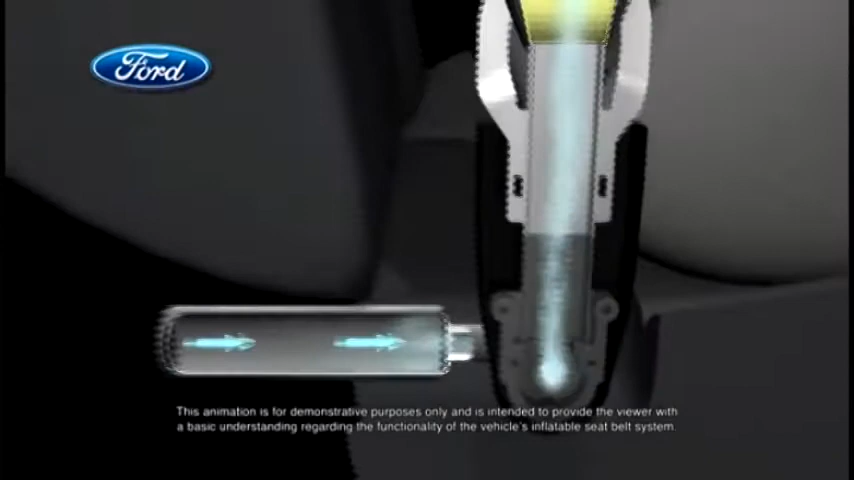 Ford
This animation is for demonstrative purposes only and is intended to provide the viewer with
a basic understanding regarding the functionality of the vehicle's inflatable seat belt system.